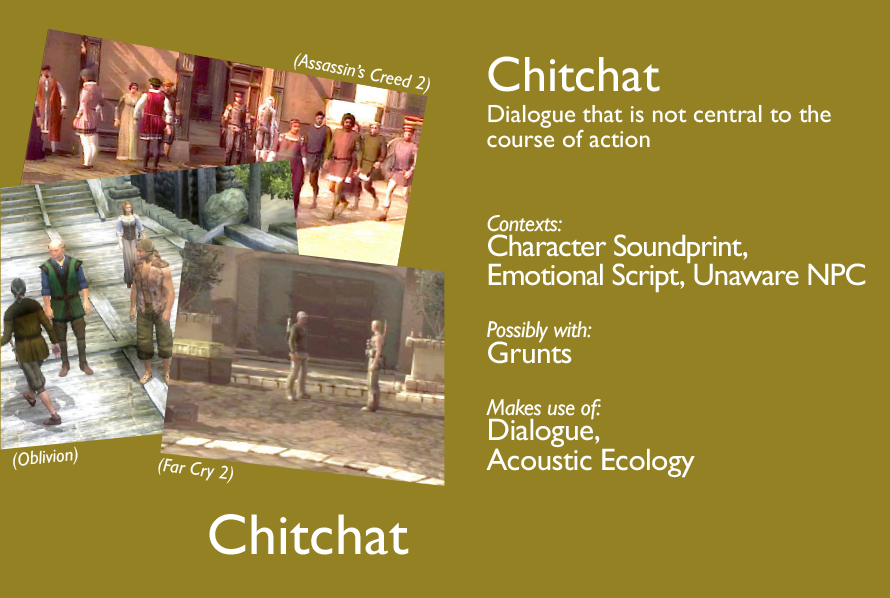 (Assassin's Creed 2)
(Oblivion)
(Far Cry 2)
Chitchat
Chitchat
Dialogue that is not central to the
course of action
Contexts:
Character Soundprint,
Emotional Script, Unaware NPC
Possibly with:
Grunts
Makes use of:
Dialogue,
Acoustic Ecology